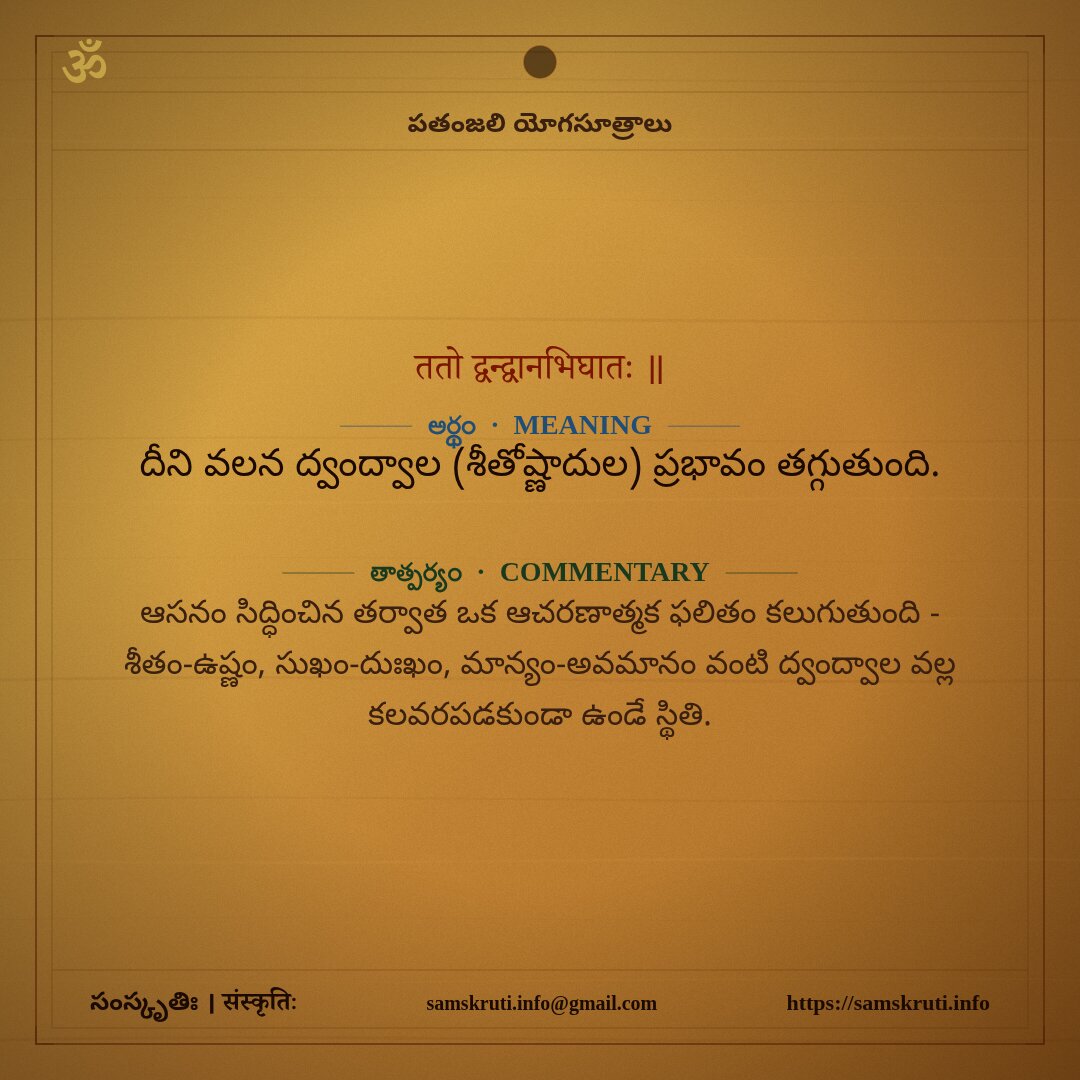 ॐ
పతంజలి యోగసూత్రాలు
ततो द्वन्द्वानभिघातः ॥
అర్థం · MEANING
దీని వలన ద్వంద్వాల (శీతోష్ణాదుల) ప్రభావం తగ్గుతుంది.
తాత్పర్యం · COMMENTARY
ఆసనం సిద్ధించిన తర్వాత ఒక ఆచరణాత్మక ఫలితం కలుగుతుంది -
శీతం-ఉష్ణం, సుఖం-దుఃఖం, మాన్యం-అవమానం వంటి ద్వంద్వాల వల్ల
కలవరపడకుండా ఉండే స్థితి.
సంస్కృతిః | संस्कृतिः samskruti.info@gmail.com https://samskruti.info